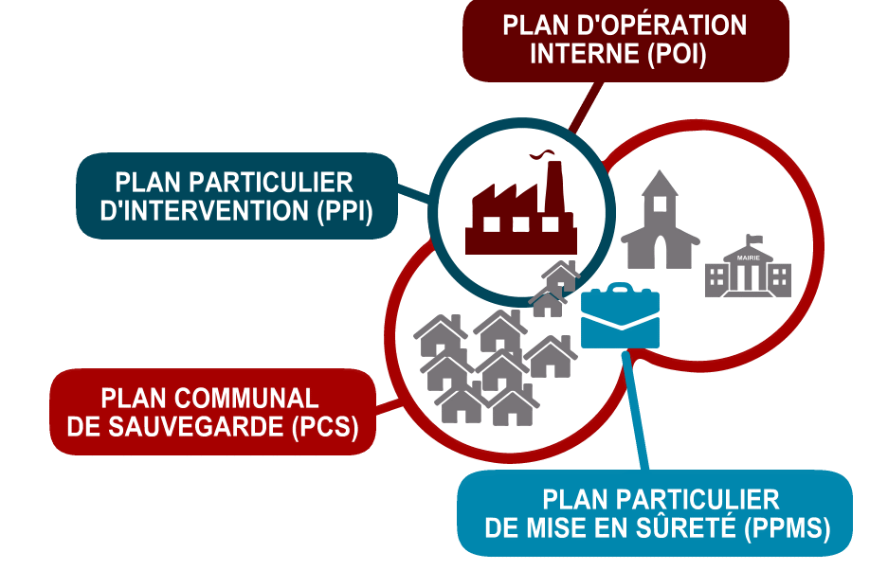 PLAN D'OPÉRATION
INTERNE (POI)
PLAN PARTICULIER
D'INTERVENTION (PPI)
MAIRIE
PLAN COMMUNAL
DE SAUVEGARDE (PCS)
PLAN PARTICULIER
DE MISE EN SÛRETÉ (PPMS)